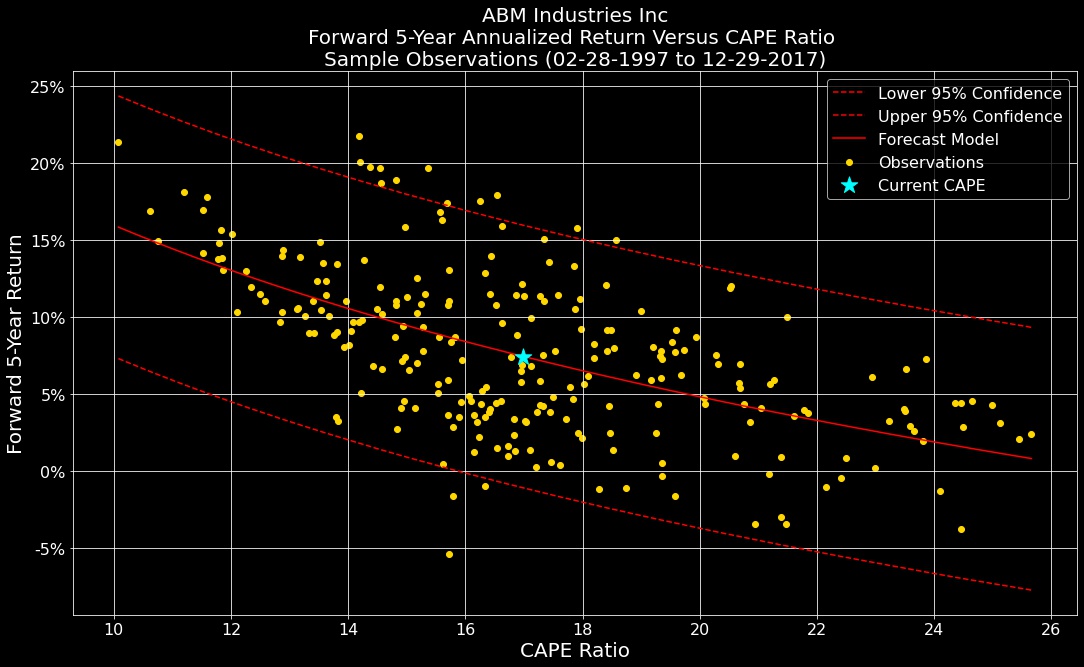 ABM Industries Inc
Forward 5-Year Annualized Return Versus CAPE Ratio
Sample Observations (02-28-1997 to 12-29-2017)
Lower 95% Confidence
Upper 95% Confidence
Forecast Model
Observations
Current CAPE
Forward 5-Year Return
25%
20%
15%
10%
5%
0%
-5%
10 12 14 16 18 20 22 24 26
CAPE Ratio